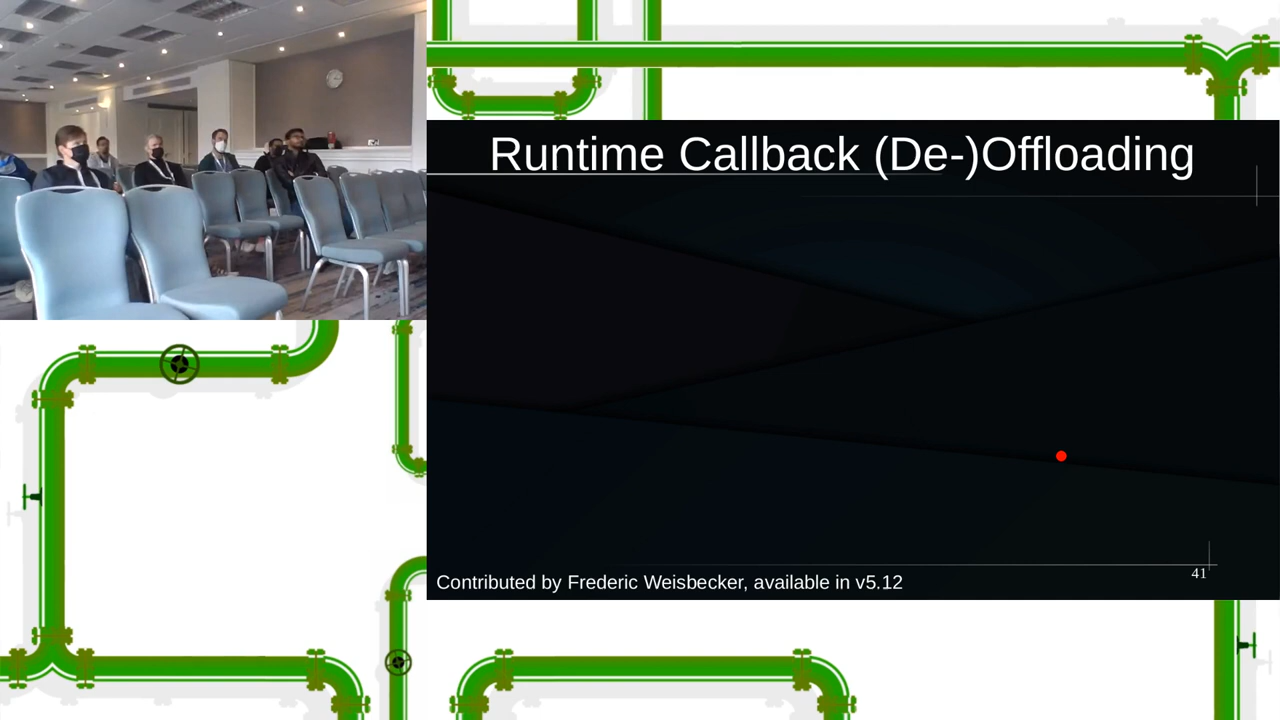 Runtime Callback (De-)Offloading
41
Contributed by Frederic Weisbecker, available in v5.12